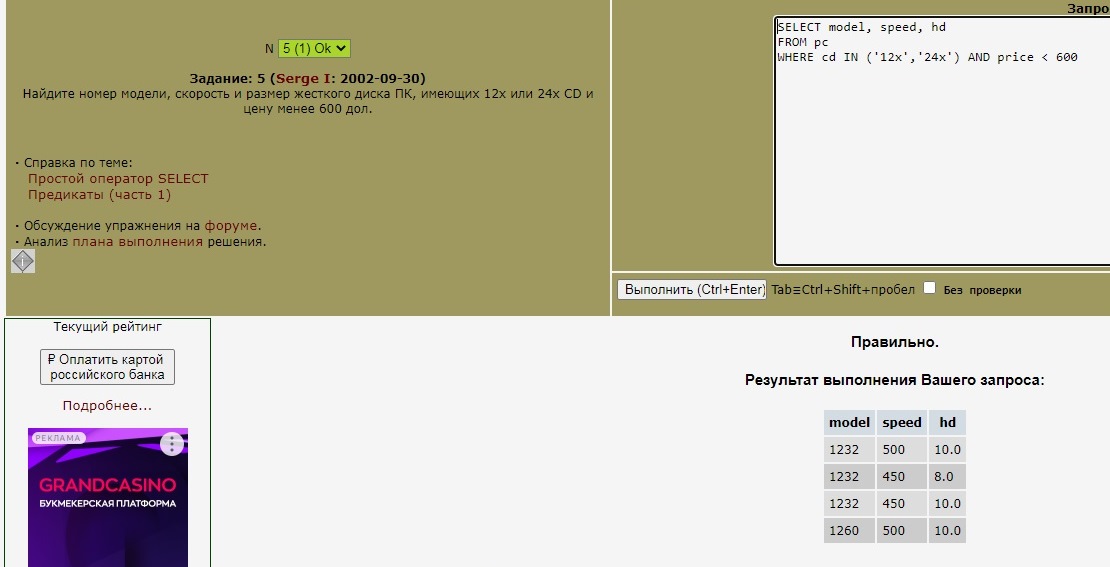 N 5 (1) Ok
Задание: 5 (Serge I: 2002-09-30)
Найдите номер модели, скорость и размер жесткого диска ПК, имеющих 12x или 24x CD и
цену менее 600 дол.
· Справка по теме:
Простой оператор SELECT
Предикаты (часть 1)
· Обсуждение упражнения на форуме.
· Анализ плана выполнения решения.
Запро
SELECT model, speed, hd
FROM pc
WHERE cd IN ('12x','24x') AND price < 600
Выполнить (Ctrl+Enter) Tab≡Ctrl+Shift+пробел Без проверки
Текущий рейтинг
₽ Оплатить картой
российского банка
Подробнее...
РЕКЛАМА
GRANDCASINO
БУКМЕКЕРСКАЯ ПЛАТФОРМА
Правильно.
Результат выполнения Вашего запроса:
model speed hd
1232 500 10.0
1232 450 8.0
1232 450 10.0
1260 500 10.0